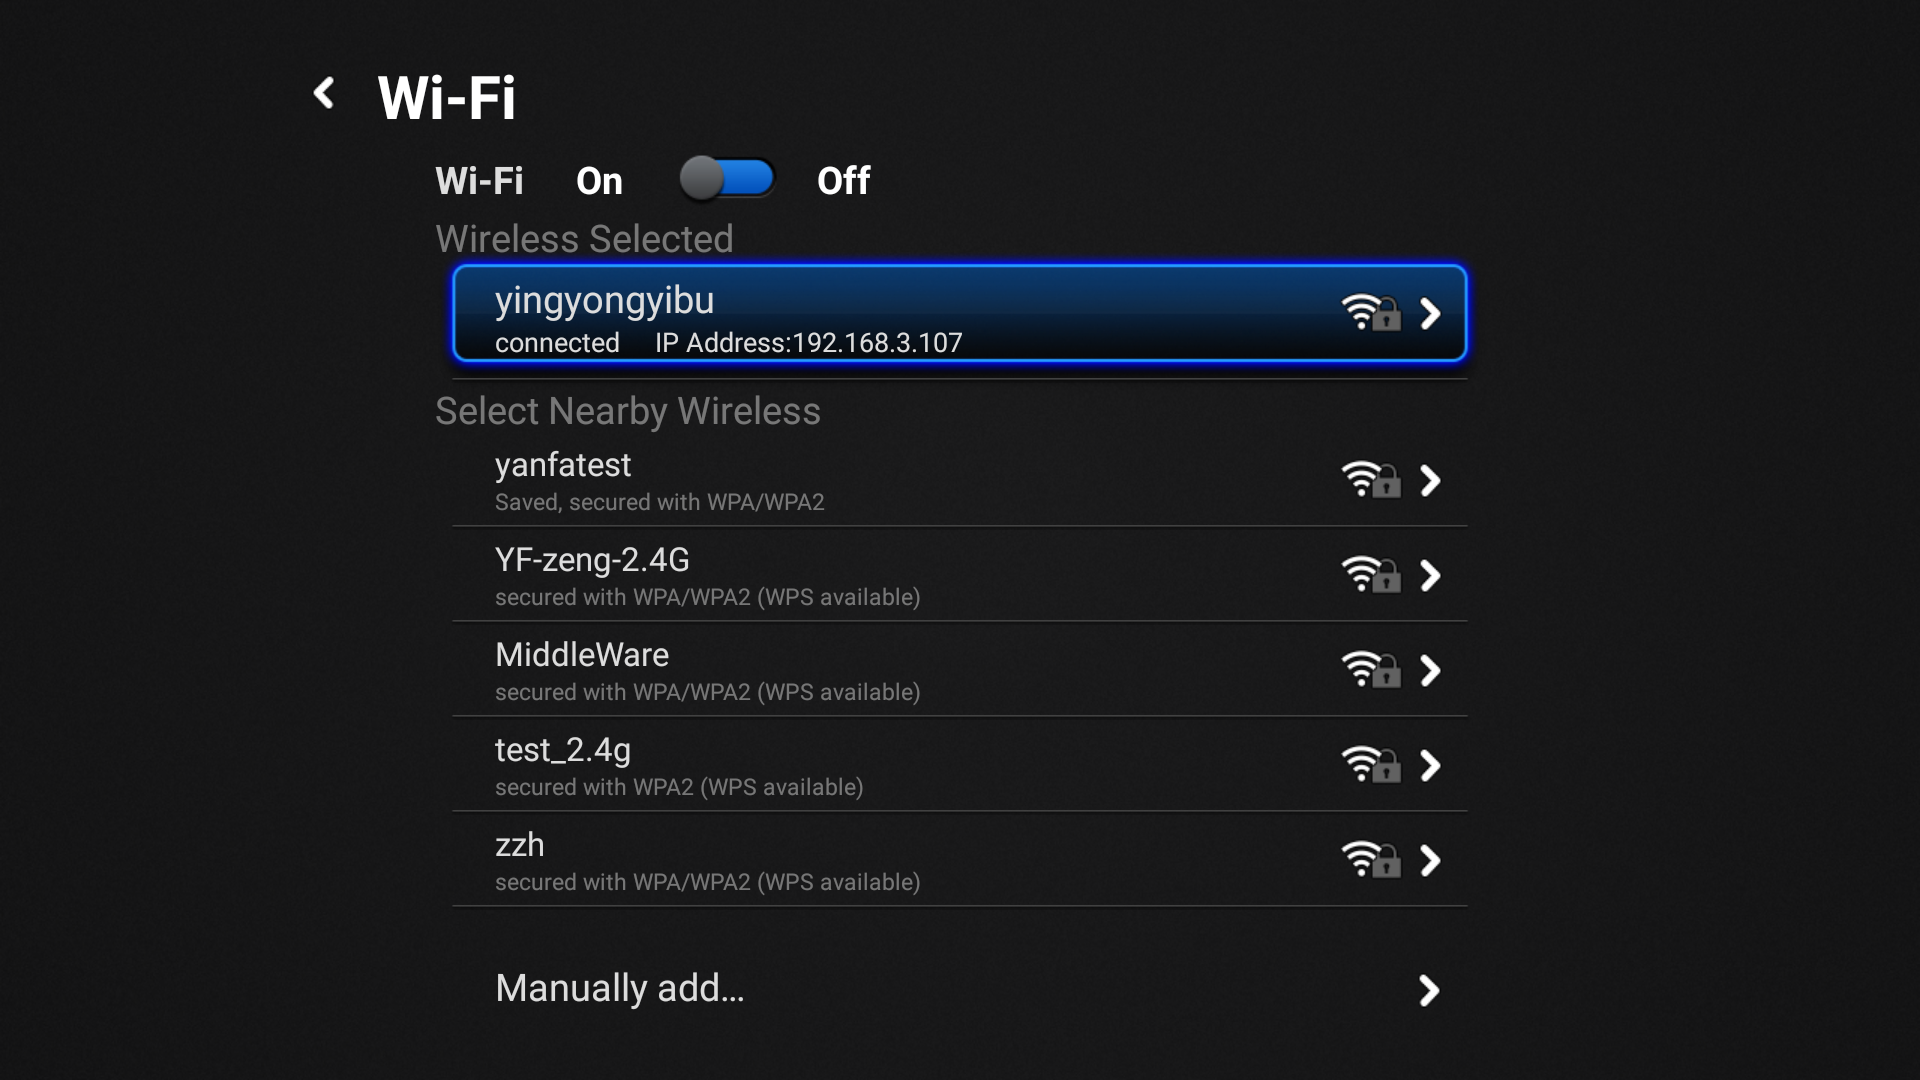 Wi-Fi
Wi-Fi On Off
Wireless Selected
yingyongyibu
connected IP Address:192.168.3.107
Select Nearby Wireless
yanfatest
Saved, secured with WPA/WPA2
YF-zeng-2.4G
secured with WPA/WPA2 (WPS available)
MiddleWare
secured with WPA/WPA2 (WPS available)
test_2.4g
secured with WPA2 (WPS available)
zzh
secured with WPA/WPA2 (WPS available)
Manually add...